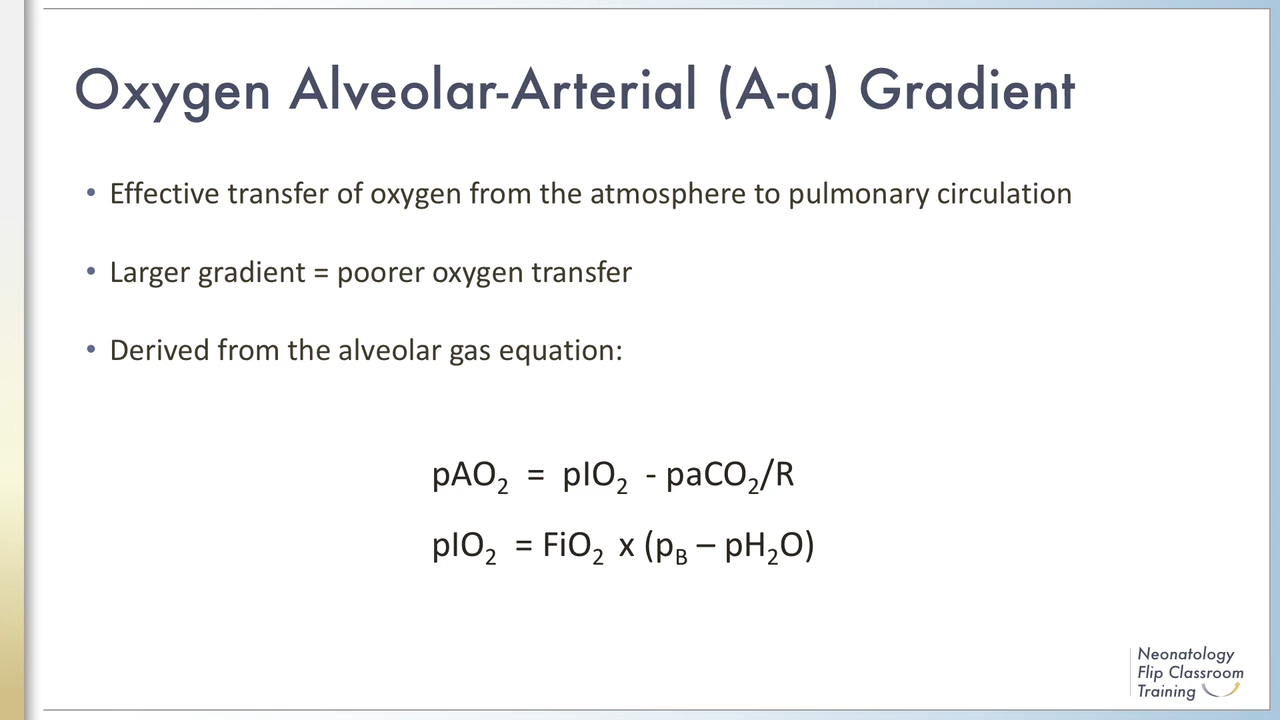 Oxygen Alveolar-Arterial (A-a) Gradient
• Effective transfer of oxygen from the atmosphere to pulmonary circulation
• Larger gradient = poorer oxygen transfer
• Derived from the alveolar gas equation:
pAO₂ = pIO₂ - paCO₂/R
pIO₂ = FiO₂ x (p_B – pH₂O)
Neonatology
Flip Classroom
Training